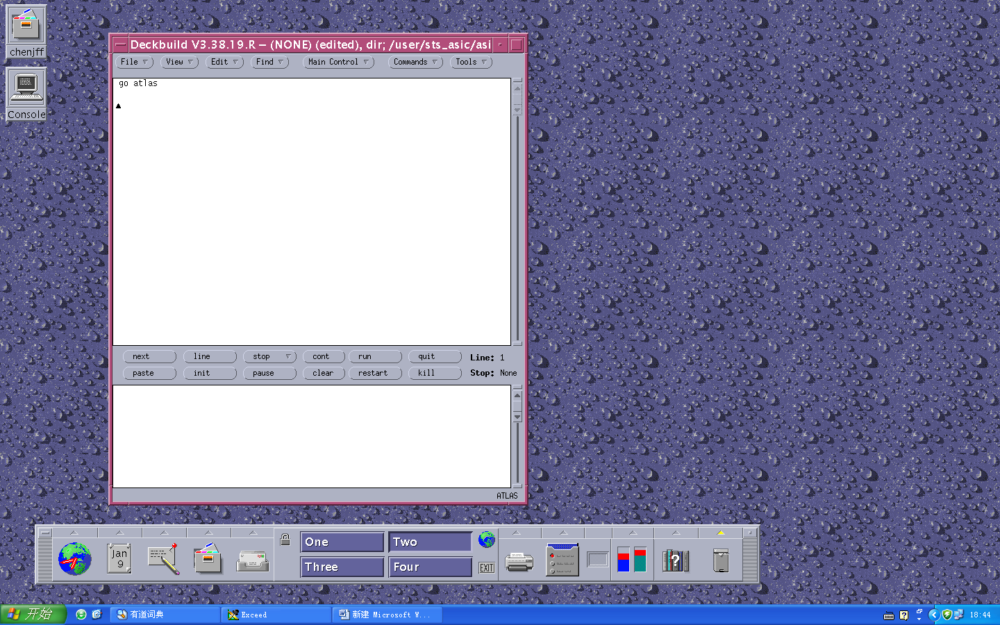 chenjff
Console
Deckbuild V3.38.19.R – (NONE) (edited), dir; /user/sts_asic/asi
File View Edit Find Main Control Commands Tools
go atlas
next line stop cont run quit Line: 1
paste init pause clear restart kill Stop: None
ATLAS
One Two
Jan
9
Three Four EXIT
?
开始 有道词典 Exceed 新建 Microsoft W... ? 18:44